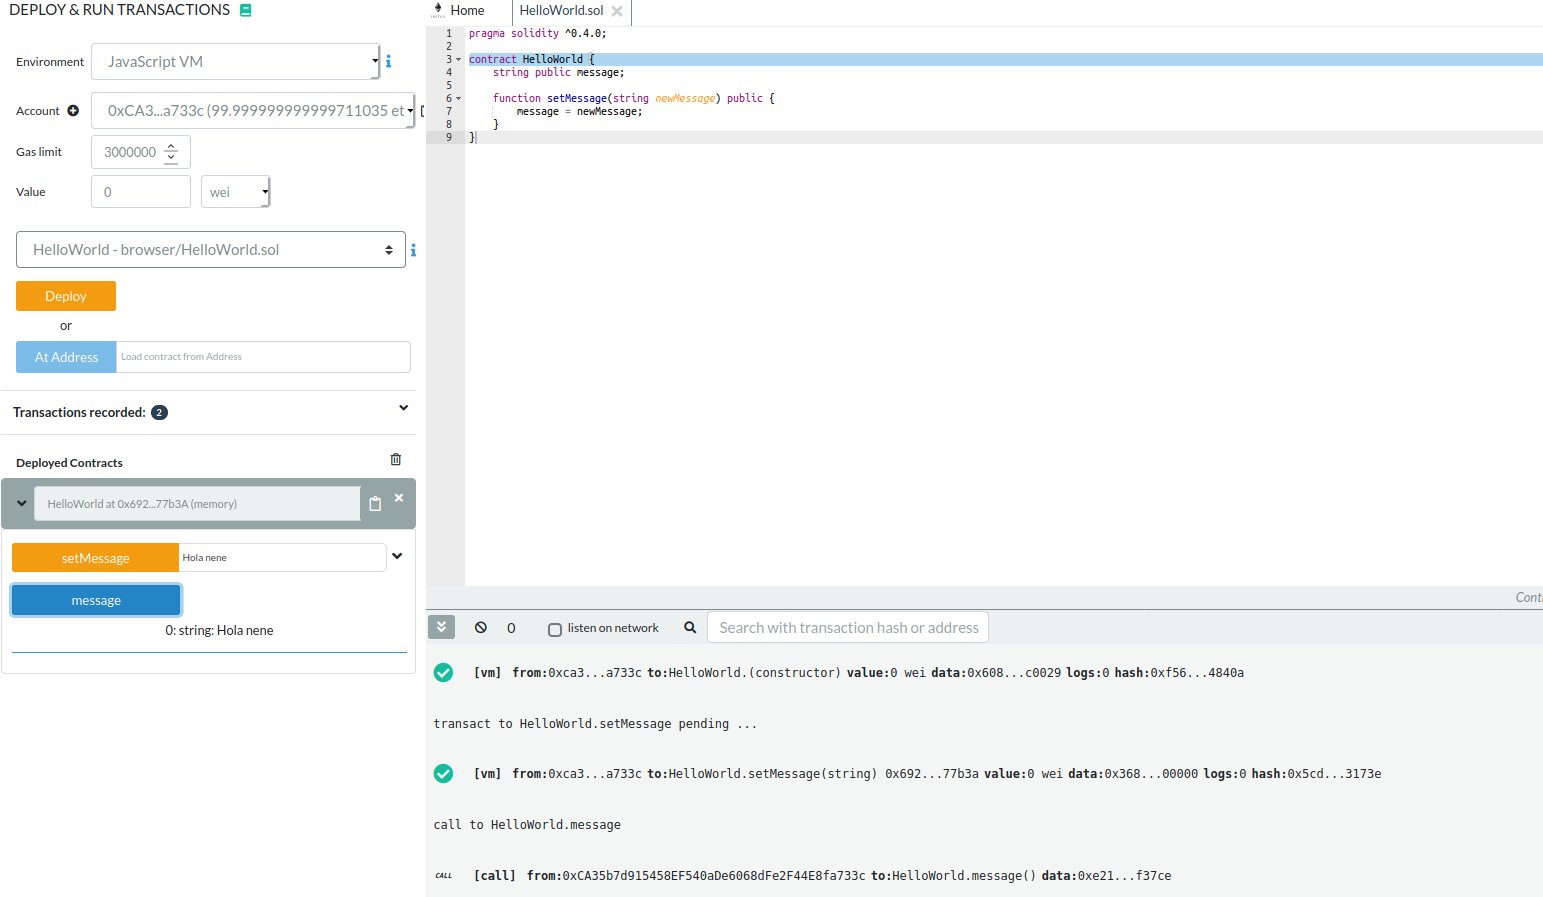 DEPLOY & RUN TRANSACTIONS
Environment JavaScript VM
Account 0xCA3...a733c (99.999999999999711035 et
Gas limit 3000000
Value 0 wei
HelloWorld - browser/HelloWorld.sol
Deploy
or
At Address Load contract from Address
Transactions recorded: 2
Deployed Contracts
HelloWorld at 0x692...77b3A (memory)
setMessage Hola nene
message
0: string: Hola nene
Home HelloWorld.sol
1 pragma solidity ^0.4.0;
2
3 contract HelloWorld {
4 string public message;
5
6 function setMessage(string newMessage) public {
7 message = newMessage;
8 }
9 }
0 listen on network Search with transaction hash or address
[vm] from:0xca3...a733c to:HelloWorld.(constructor) value:0 wei data:0x608...c0029 logs:0 hash:0xf56...4840a
transact to HelloWorld.setMessage pending ...
[vm] from:0xca3...a733c to:HelloWorld.setMessage(string) 0x692...77b3a value:0 wei data:0x368...00000 logs:0 hash:0x5cd...3173e
call to HelloWorld.message
CALL [call] from:0xCA35b7d915458EF540aDe6068dFe2F44E8fa733c to:HelloWorld.message() data:0xe21...f37ce